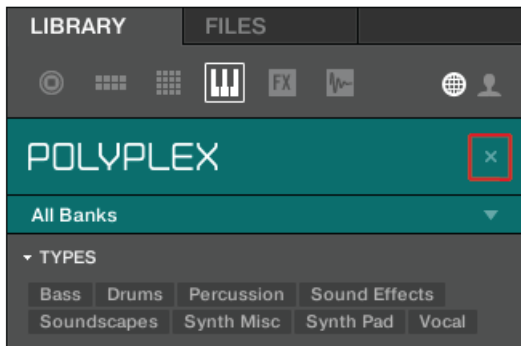 LIBRARY FILES
FX
POLYPLEX ×
All Banks
TYPES
Bass Drums Percussion Sound Effects
Soundscapes Synth Misc Synth Pad Vocal